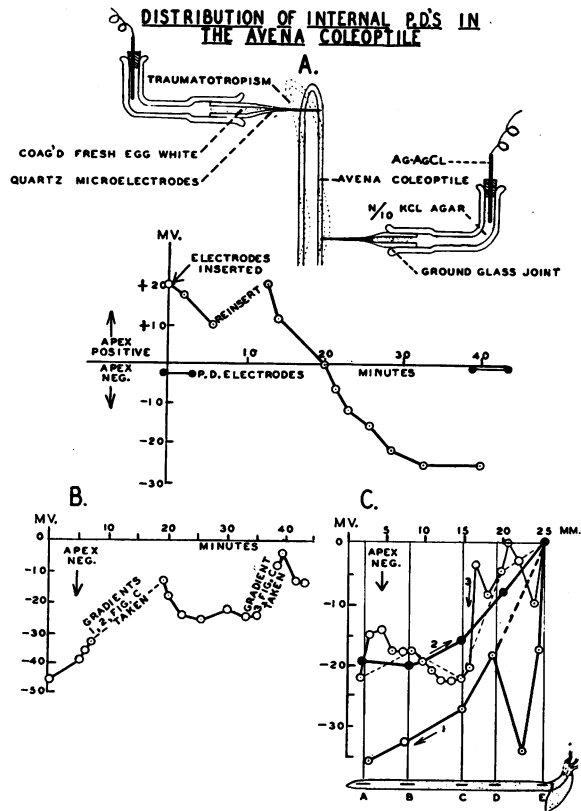 DISTRIBUTION OF INTERNAL P.D'S IN
THE AVENA COLEOPTILE
A.
TRAUMATOTROPISM
COAG'D FRESH EGG WHITE
QUARTZ MICROELECTRODES
AG-AGCL
AVENA COLEOPTILE
N/10 KCL AGAR
GROUND GLASS JOINT
MV.
ELECTRODES
INSERTED
+20
REINSERT
+10
APEX
POSITIVE
10 20 30 40
MINUTES
APEX
NEG.
P.D. ELECTRODES
-10
-20
-30
B.
MV.
10 20 30 40
MINUTES
0
APEX
NEG.
-10
-20
-30
-40
-50
GRADIENTS
1, 2, FIG. C
TAKEN
GRADIENT
3, FIG. C
TAKEN
C.
MV.
5 10 15 20 25 MM.
0
APEX
NEG.
-10
-20
-30
3
2
1
A B C D E